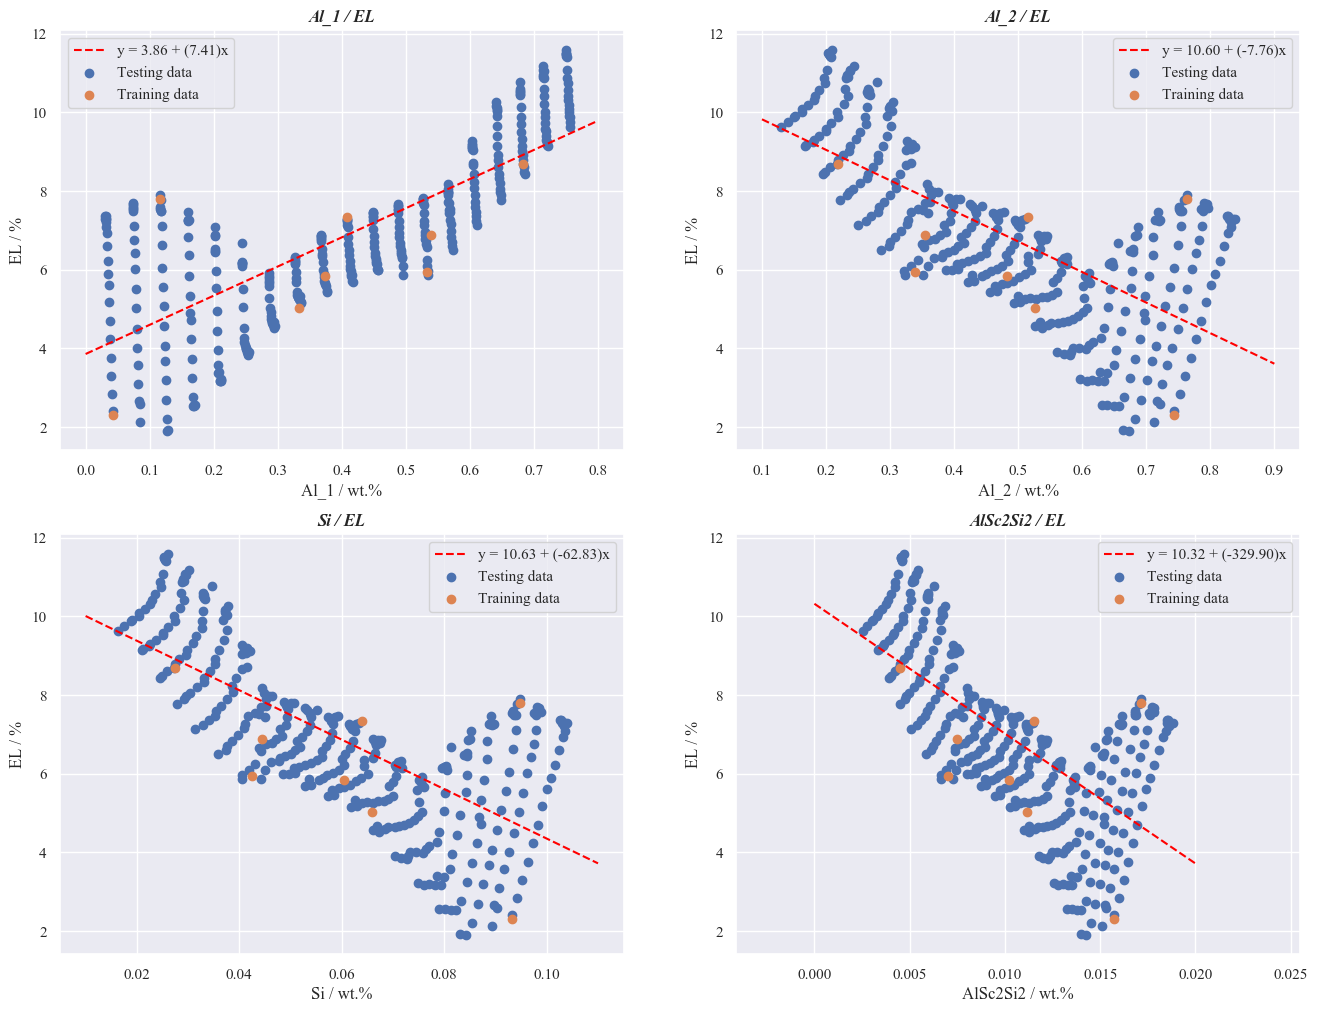 Al_1 / EL
y = 3.86 + (7.41)x
Testing data
Training data
12
10
8
6
4
2
EL / %
0.0 0.1 0.2 0.3 0.4 0.5 0.6 0.7 0.8
Al_1 / wt.%
Al_2 / EL
y = 10.60 + (-7.76)x
Testing data
Training data
12
10
8
6
4
2
EL / %
0.1 0.2 0.3 0.4 0.5 0.6 0.7 0.8 0.9
Al_2 / wt.%
Si / EL
y = 10.63 + (-62.83)x
Testing data
Training data
12
10
8
6
4
2
EL / %
0.02 0.04 0.06 0.08 0.10
Si / wt.%
AlSc2Si2 / EL
y = 10.32 + (-329.90)x
Testing data
Training data
12
10
8
6
4
2
EL / %
0.000 0.005 0.010 0.015 0.020 0.025
AlSc2Si2 / wt.%